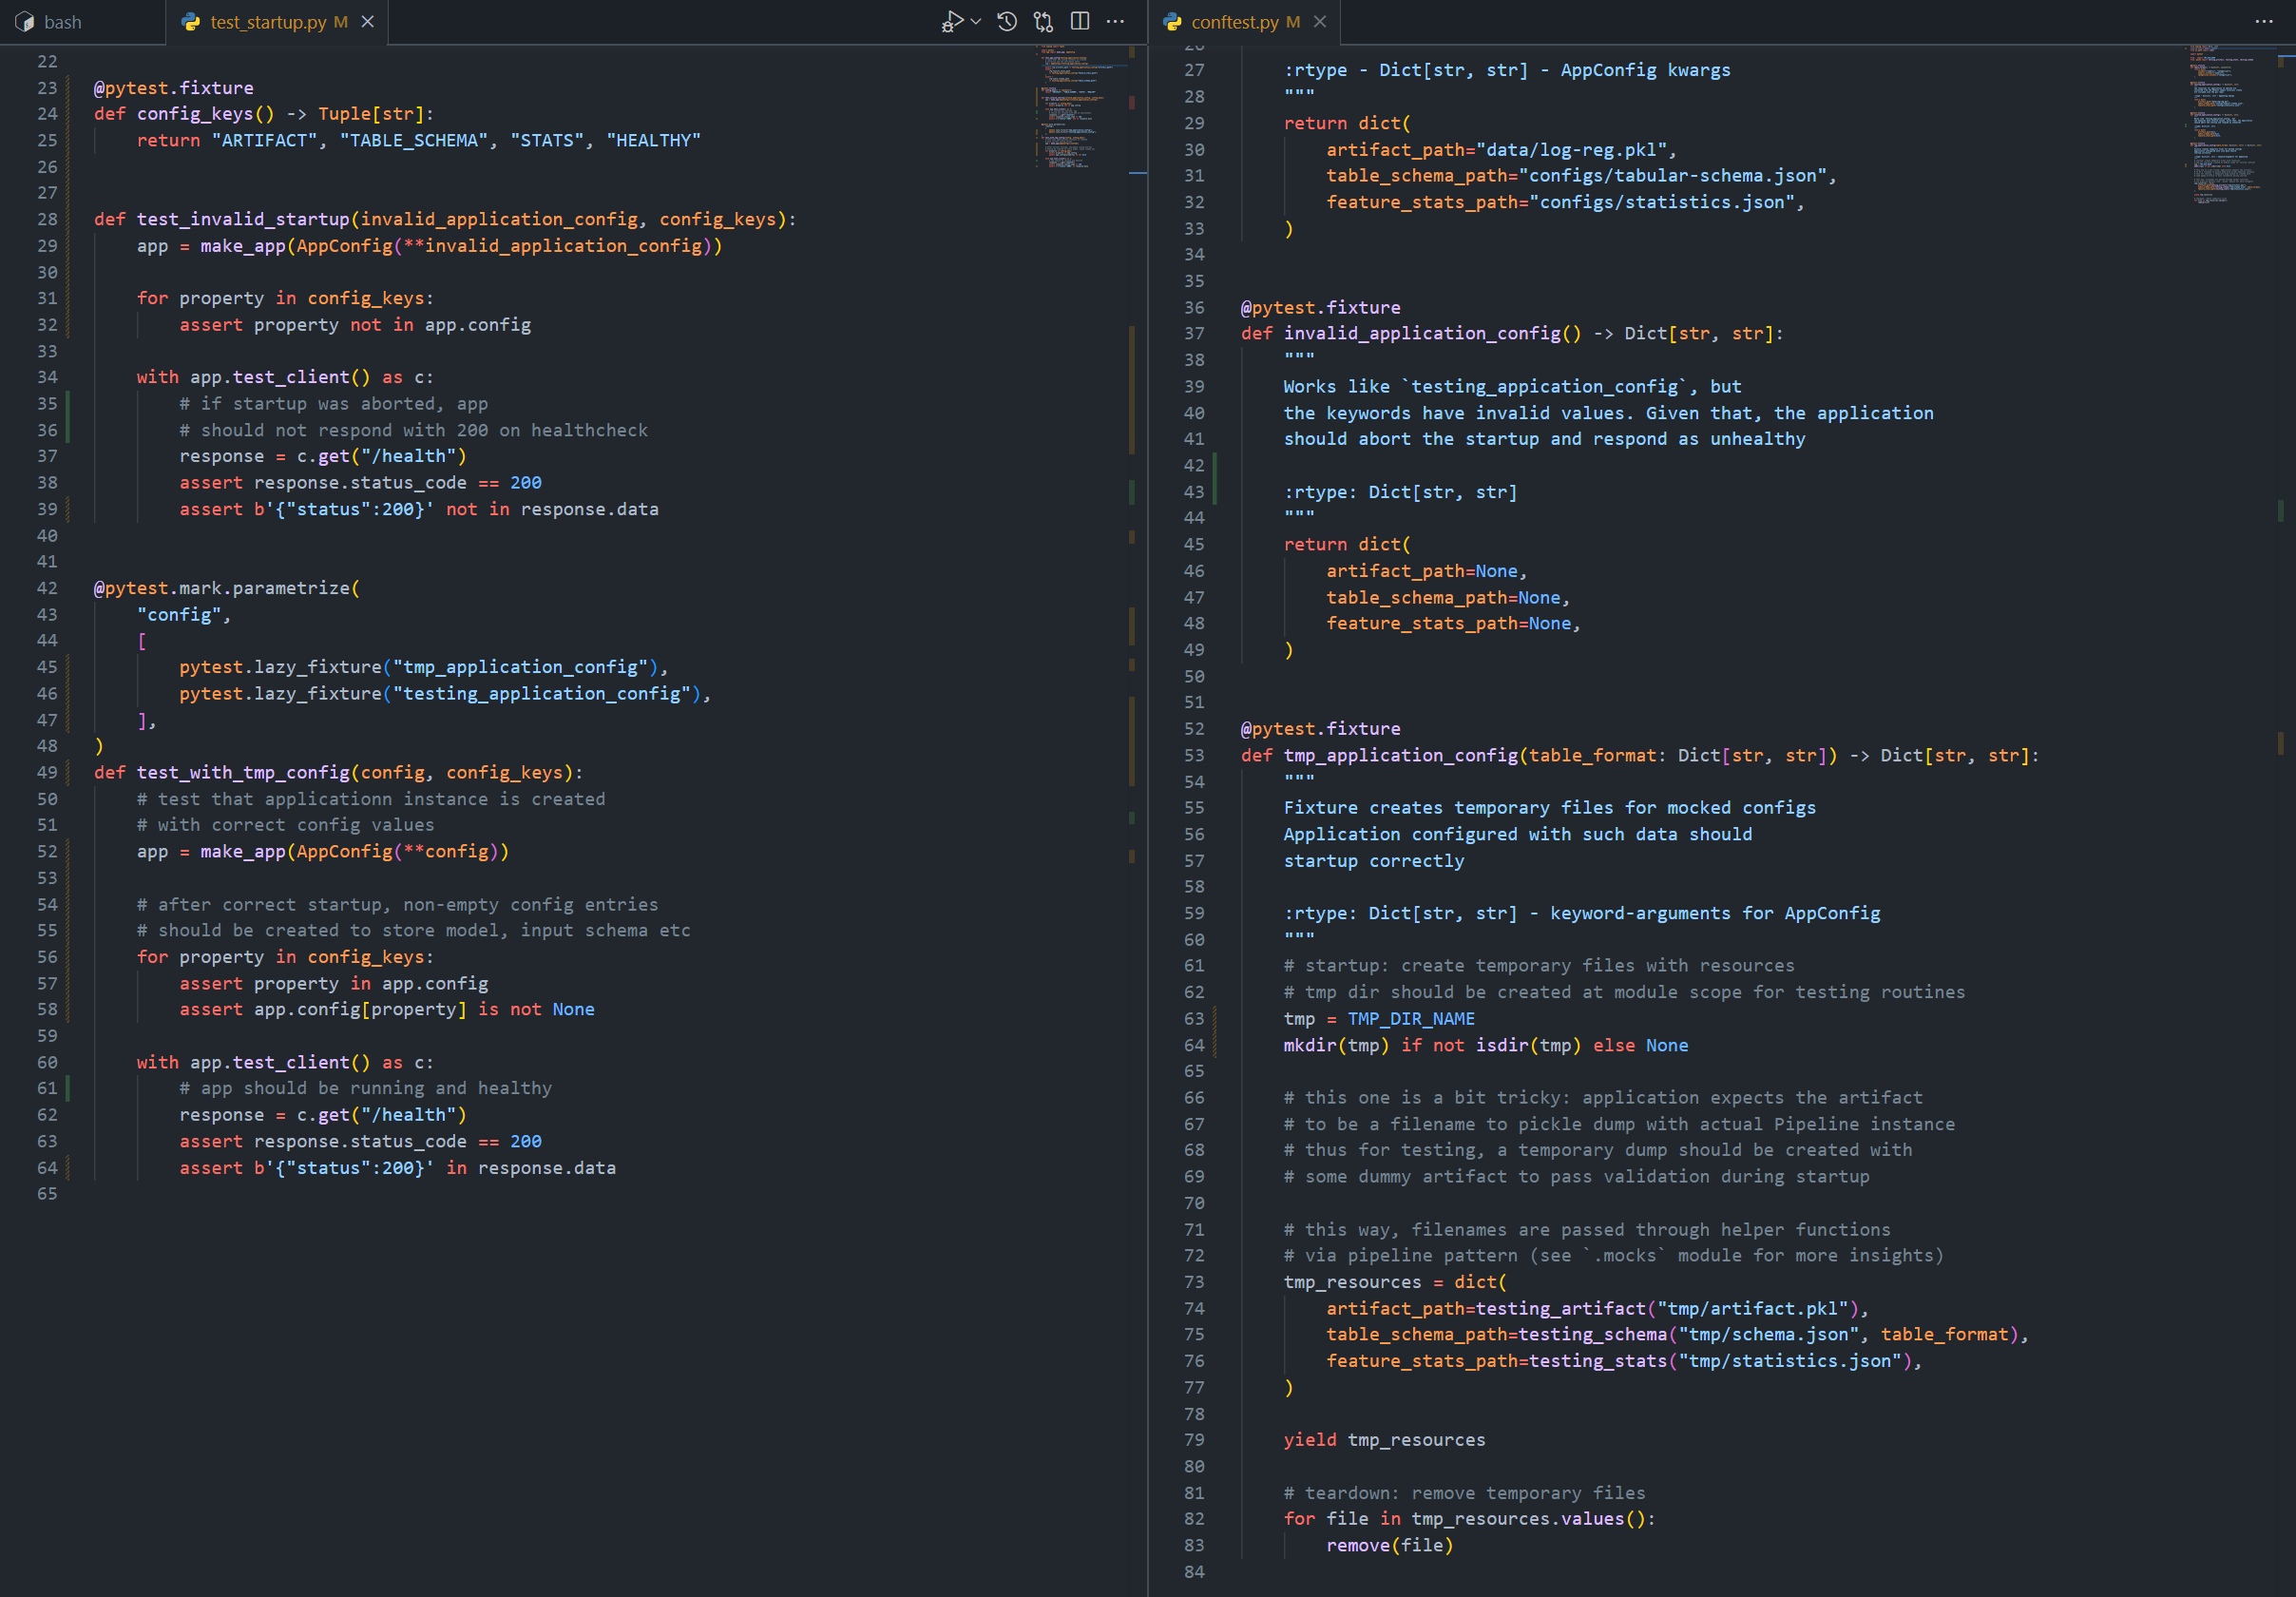 bash
test_startup.py M
22
23 @pytest.fixture
24 def config_keys() -> Tuple[str]:
25     return "ARTIFACT", "TABLE_SCHEMA", "STATS", "HEALTHY"
26
27
28 def test_invalid_startup(invalid_application_config, config_keys):
29     app = make_app(AppConfig(**invalid_application_config))
30
31     for property in config_keys:
32         assert property not in app.config
33
34     with app.test_client() as c:
35         # if startup was aborted, app
36         # should not respond with 200 on healthcheck
37         response = c.get("/health")
38         assert response.status_code == 200
39         assert b'{"status":200}' not in response.data
40
41
42 @pytest.mark.parametrize(
43     "config",
44     [
45         pytest.lazy_fixture("tmp_application_config"),
46         pytest.lazy_fixture("testing_application_config"),
47     ],
48 )
49 def test_with_tmp_config(config, config_keys):
50     # test that applicationn instance is created
51     # with correct config values
52     app = make_app(AppConfig(**config))
53
54     # after correct startup, non-empty config entries
55     # should be created to store model, input schema etc
56     for property in config_keys:
57         assert property in app.config
58         assert app.config[property] is not None
59
60     with app.test_client() as c:
61         # app should be running and healthy
62         response = c.get("/health")
63         assert response.status_code == 200
64         assert b'{"status":200}' in response.data
65
conftest.py M
27     :rtype - Dict[str, str] - AppConfig kwargs
28     """
29     return dict(
30         artifact_path="data/log-reg.pkl",
31         table_schema_path="configs/tabular-schema.json",
32         feature_stats_path="configs/statistics.json",
33     )
34
35
36 @pytest.fixture
37 def invalid_application_config() -> Dict[str, str]:
38     """
39     Works like `testing_appication_config`, but
40     the keywords have invalid values. Given that, the application
41     should abort the startup and respond as unhealthy
42
43     :rtype: Dict[str, str]
44     """
45     return dict(
46         artifact_path=None,
47         table_schema_path=None,
48         feature_stats_path=None,
49     )
50
51
52 @pytest.fixture
53 def tmp_application_config(table_format: Dict[str, str]) -> Dict[str, str]:
54     """
55     Fixture creates temporary files for mocked configs
56     Application configured with such data should
57     startup correctly
58
59     :rtype: Dict[str, str] - keyword-arguments for AppConfig
60     """
61     # startup: create temporary files with resources
62     # tmp dir should be created at module scope for testing routines
63     tmp = TMP_DIR_NAME
64     mkdir(tmp) if not isdir(tmp) else None
65
66     # this one is a bit tricky: application expects the artifact
67     # to be a filename to pickle dump with actual Pipeline instance
68     # thus for testing, a temporary dump should be created with
69     # some dummy artifact to pass validation during startup
70
71     # this way, filenames are passed through helper functions
72     # via pipeline pattern (see `.mocks` module for more insights)
73     tmp_resources = dict(
74         artifact_path=testing_artifact("tmp/artifact.pkl"),
75         table_schema_path=testing_schema("tmp/schema.json", table_format),
76         feature_stats_path=testing_stats("tmp/statistics.json"),
77     )
78
79     yield tmp_resources
80
81     # teardown: remove temporary files
82     for file in tmp_resources.values():
83         remove(file)
84